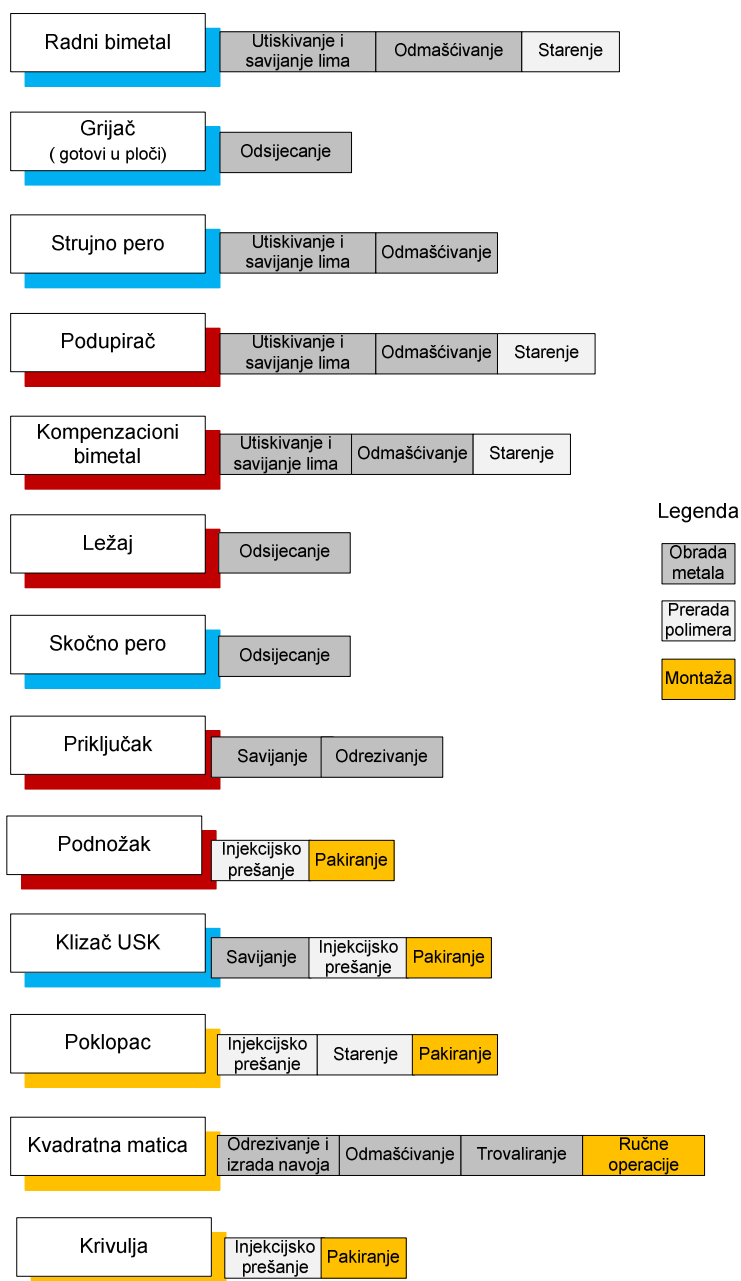 Radni bimetal
Utiskivanje i
savijanje lima
Odmašćivanje
Starenje
Grijač
( gotovi u ploči)
Odsijecanje
Strujno pero
Utiskivanje i
savijanje lima
Odmašćivanje
Podupirač
Utiskivanje i
savijanje lima
Odmašćivanje
Starenje
Kompenzacioni
bimetal
Utiskivanje i
savijanje lima
Odmašćivanje
Starenje
Legenda
Ležaj
Odsijecanje
Obrada
metala
Prerada
polimera
Skočno pero
Odsijecanje
Montaža
Priključak
Savijanje
Odrezivanje
Podnožak
Injekcijsko
prešanje
Pakiranje
Klizač USK
Savijanje
Injekcijsko
prešanje
Pakiranje
Poklopac
Injekcijsko
prešanje
Starenje
Pakiranje
Kvadratna matica
Odrezivanje i
izrada navoja
Odmašćivanje
Trovaliranje
Ručne
operacije
Krivulja
Injekcijsko
prešanje
Pakiranje